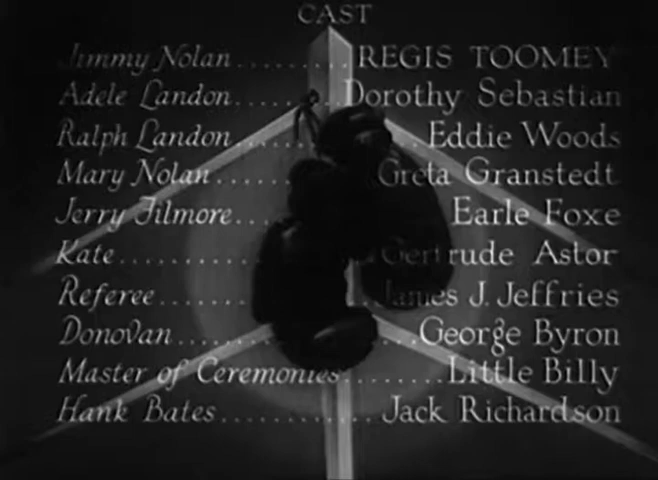 CAST
Jimmy Nolan......... REGIS TOOMEY
Adele Landon......... Dorothy Sebastian
Ralph Landon......... Eddie Woods
Mary Nolan......... Greta Granstedt
Jerry Filmore......... Earle Foxe
Kate......... Gertrude Astor
Referee......... James J. Jeffries
Donovan......... George Byron
Master of Ceremonies......... Little Billy
Hank Bates............ Jack Richardson